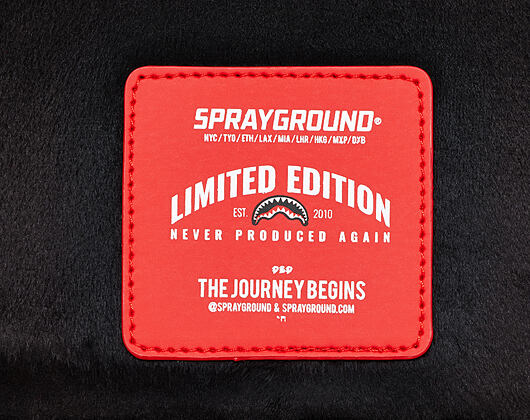 SPRAYGROUND®
NYC/TYO/ETH/LAX/MIA/LHR/HKG/MXP/DXB
LIMITED EDITION
EST. 2010
NEVER PRODUCED AGAIN
DBD
THE JOURNEY BEGINS
@SPRAYGROUND & SPRAYGROUND.COM